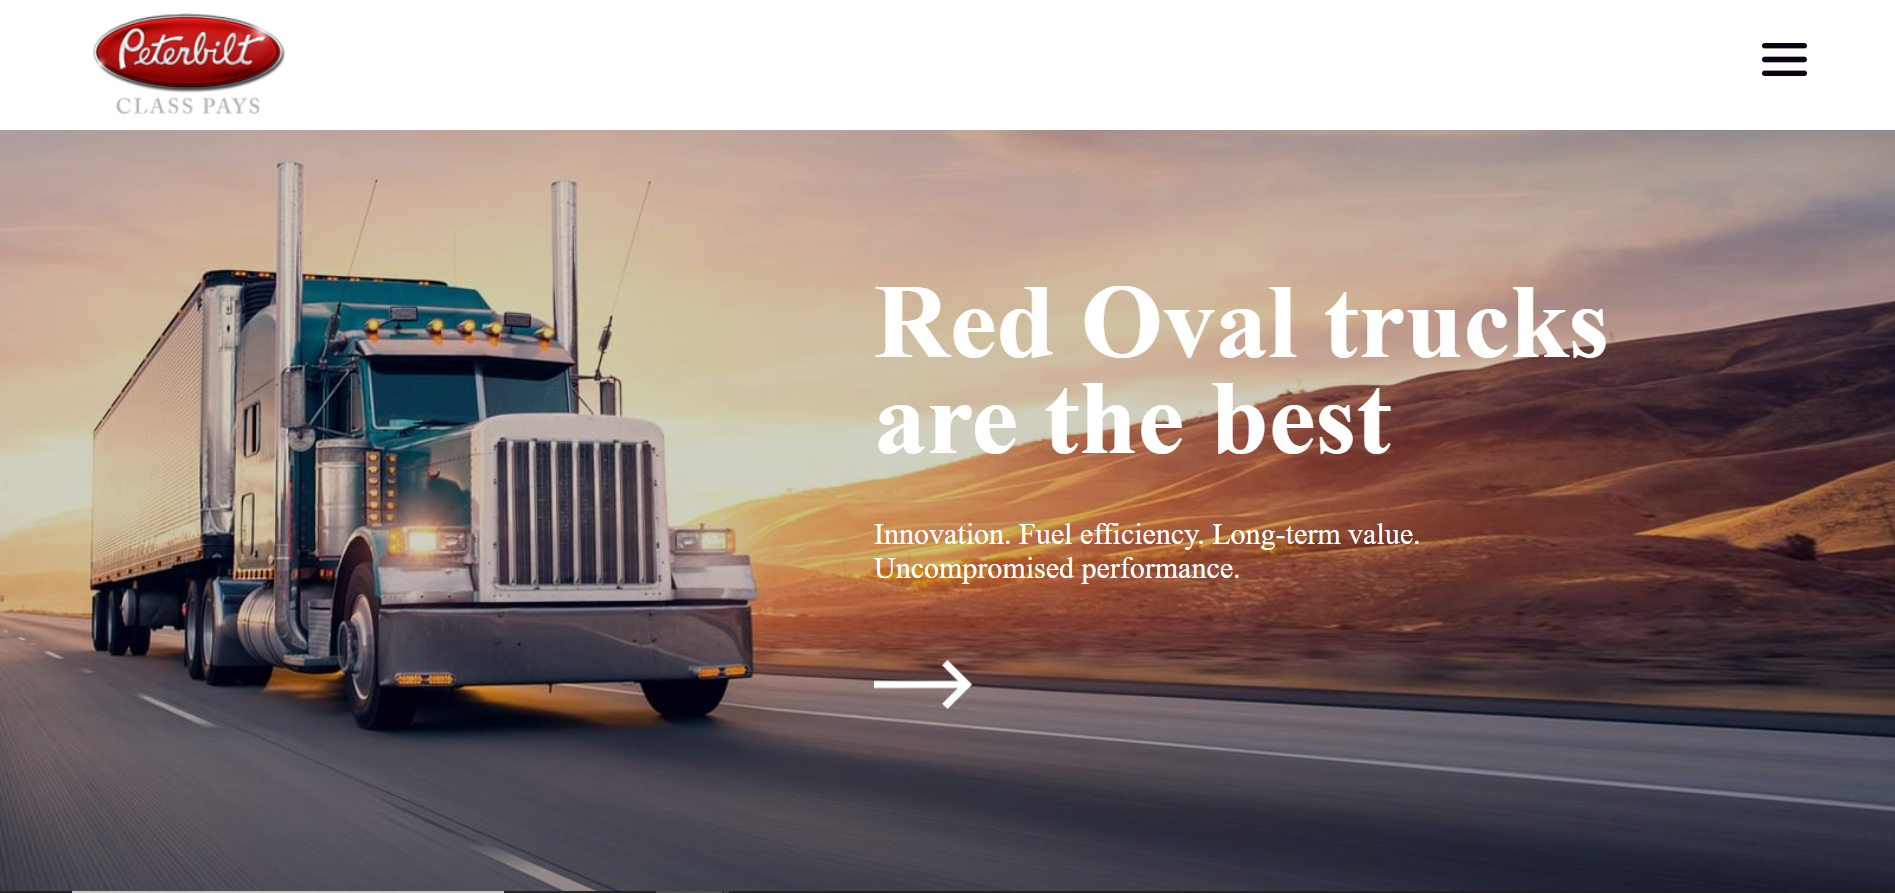 Peterbilt
CLASS PAYS
Red Oval trucks
are the best
Innovation. Fuel efficiency. Long-term value.
Uncompromised performance.